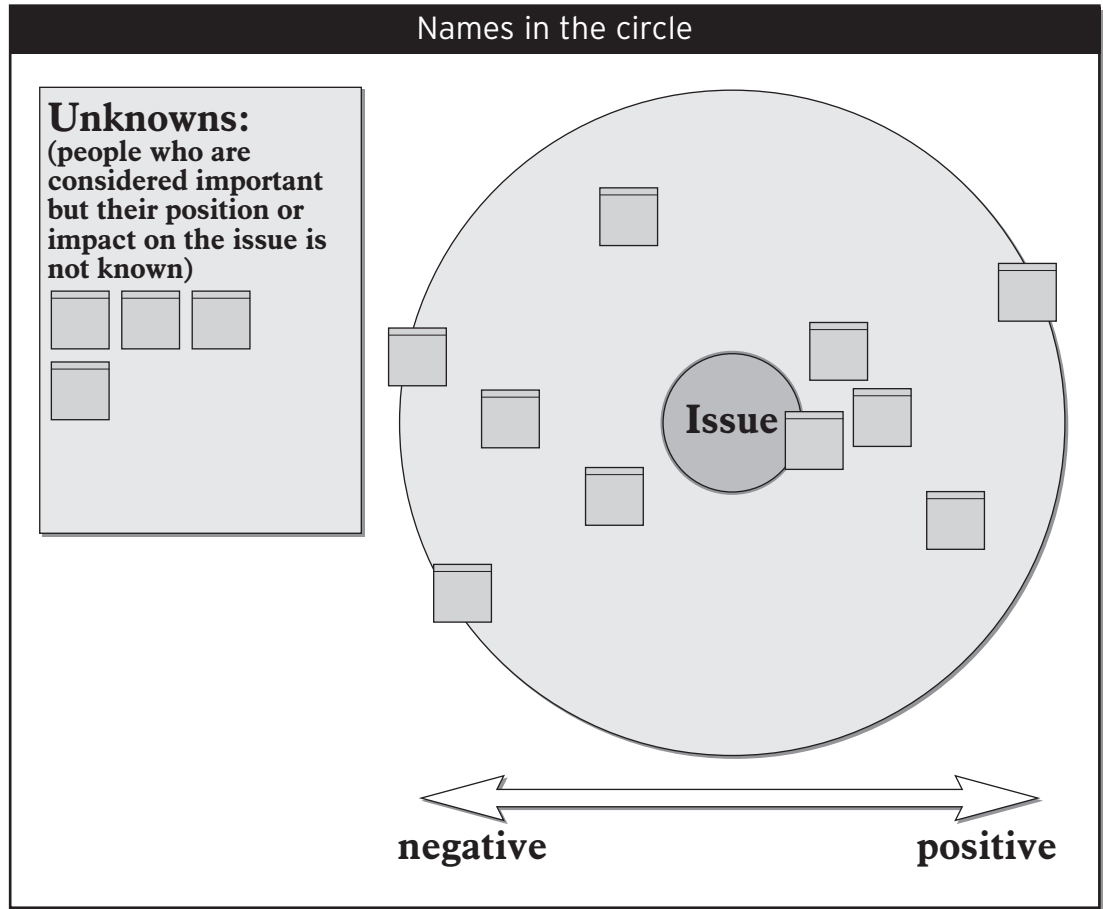 Names in the circle
Unknowns:
(people who are
considered important
but their position or
impact on the issue is
not known)
Issue
negative
positive